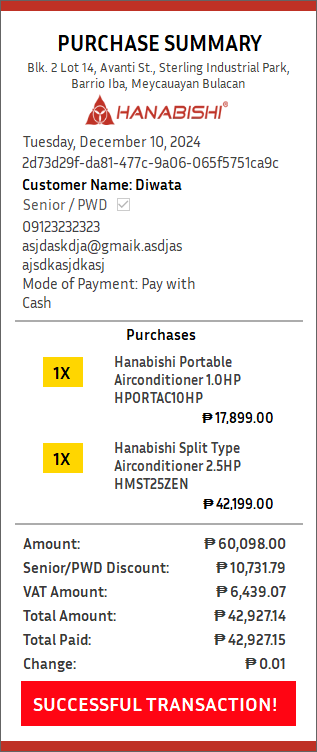 PURCHASE SUMMARY
Blk. 2 Lot 14, Avanti St., Sterling Industrial Park,
Barrio Iba, Meycauayan Bulacan
HANABISHI®
Tuesday, December 10, 2024
2d73d29f-da81-477c-9a06-065f5751ca9c
Customer Name: Diwata
Senior / PWD
09123232323
asjdaskdja@gmaik.asdjas
ajsdkasjdkasj
Mode of Payment: Pay with
Cash
Purchases
1X
Hanabishi Portable
Airconditioner 1.0HP
HPORTAC10HP
₱ 17,899.00
1X
Hanabishi Split Type
Airconditioner 2.5HP
HMST25ZEN
₱ 42,199.00
Amount: ₱ 60,098.00
Senior/PWD Discount: ₱ 10,731.79
VAT Amount: ₱ 6,439.07
Total Amount: ₱ 42,927.14
Total Paid: ₱ 42,927.15
Change: ₱ 0.01
SUCCESSFUL TRANSACTION!